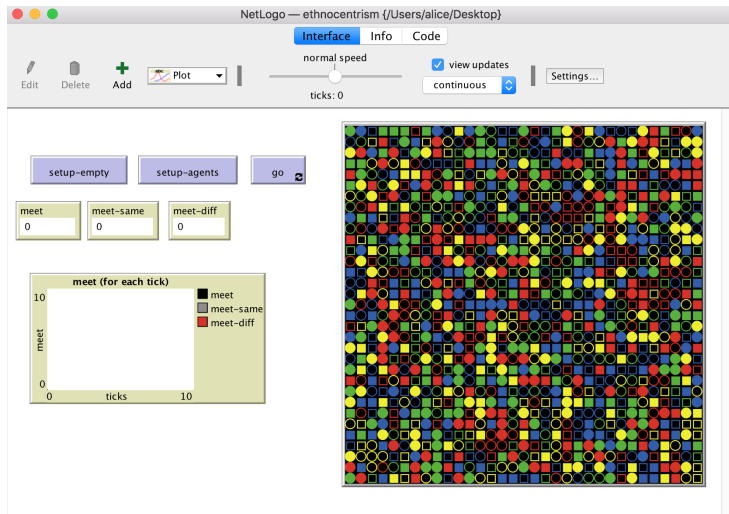 NetLogo — ethnocentrism {/Users/alice/Desktop}
Interface Info Code
normal speed
view updates
Edit Delete Add Plot continuous Settings...
ticks: 0
setup-empty setup-agents go
meet meet-same meet-diff
0 0 0
meet (for each tick)
10
meet
0
0 ticks 10
meet
meet-same
meet-diff